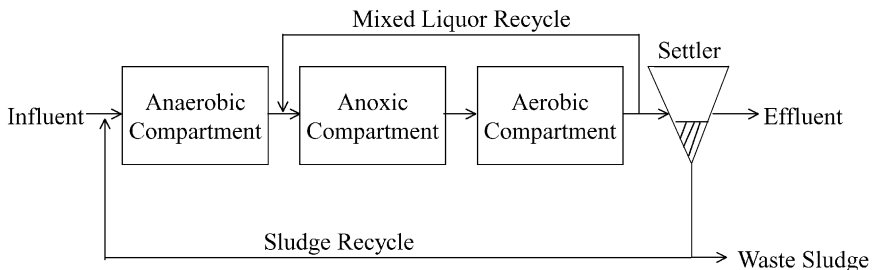 Mixed Liquor Recycle
Settler
Influent
Anaerobic
Compartment
Anoxic
Compartment
Aerobic
Compartment
Effluent
Sludge Recycle
Waste Sludge